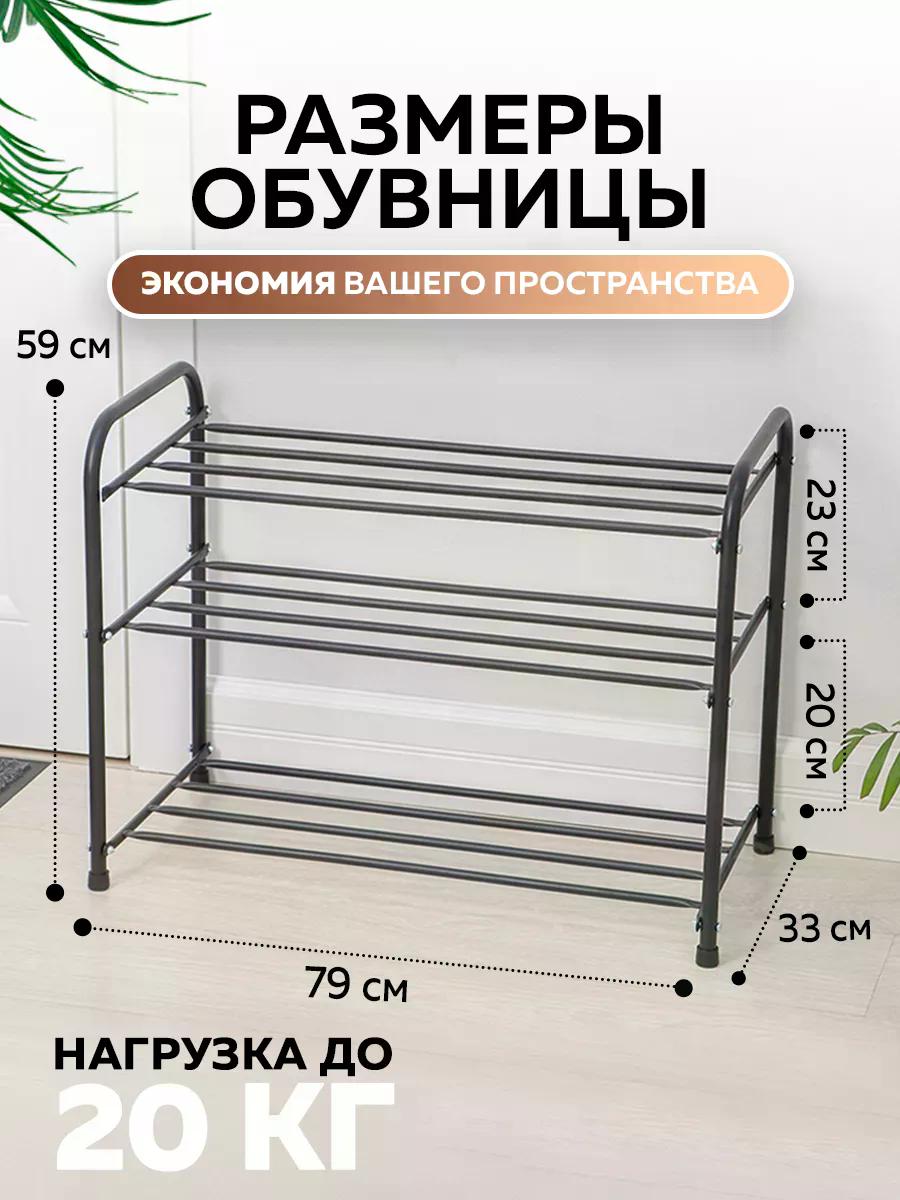 РАЗМЕРЫ
ОБУВНИЦЫ
ЭКОНОМИЯ ВАШЕГО ПРОСТРАНСТВА
59 см
23 см
20 см
33 см
79 см
НАГРУЗКА ДО
20 КГ